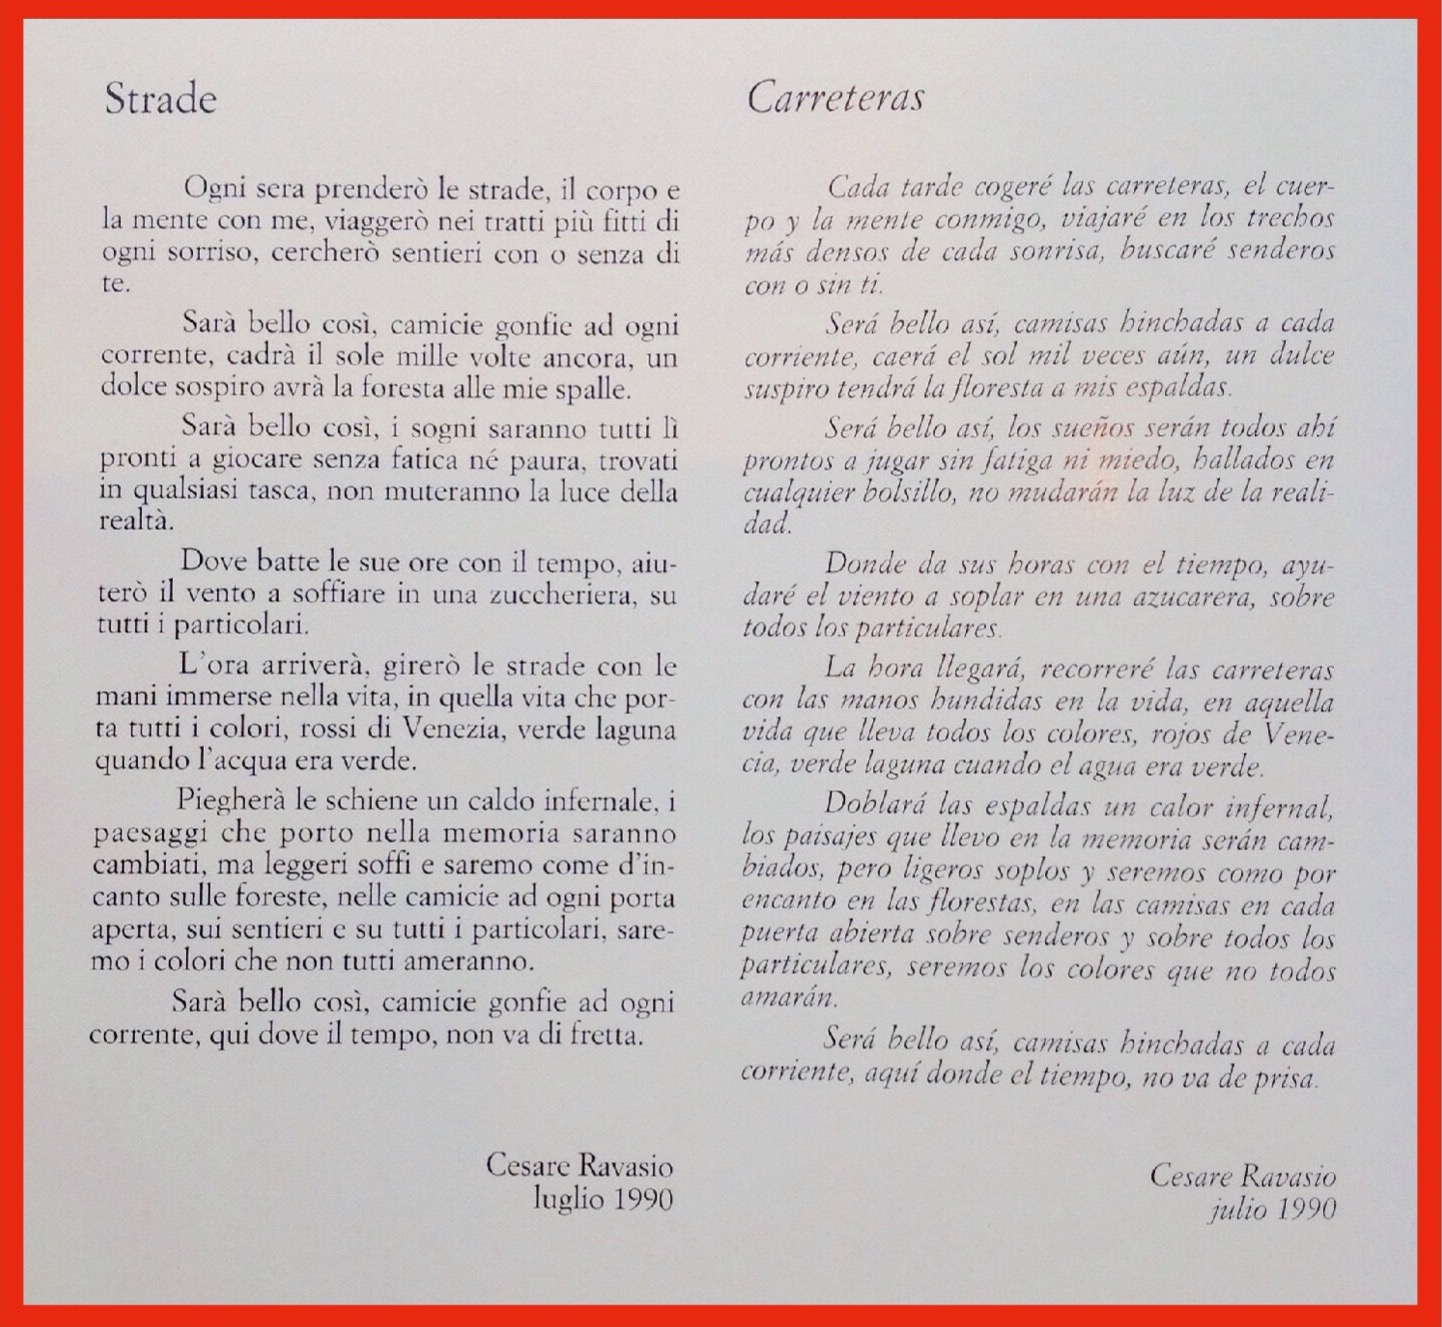 Strade
Ogni sera prenderò le strade, il corpo e
la mente con me, viaggerò nei tratti più fitti di
ogni sorriso, cercherò sentieri con o senza di
te.
Sarà bello così, camicie gonfie ad ogni
corrente, cadrà il sole mille volte ancora, un
dolce sospiro avrà la foresta alle mie spalle.
Sarà bello così, i sogni saranno tutti lì
pronti a giocare senza fatica né paura, trovati
in qualsiasi tasca, non muteranno la luce della
realtà.
Dove batte le sue ore con il tempo, aiu-
terò il vento a soffiare in una zuccheriera, su
tutti i particolari.
L'ora arriverà, girerò le strade con le
mani immerse nella vita, in quella vita che por-
ta tutti i colori, rossi di Venezia, verde laguna
quando l'acqua era verde.
Piegherà le schiene un caldo infernale, i
paesaggi che porto nella memoria saranno
cambiati, ma leggeri soffi e saremo come d'in-
canto sulle foreste, nelle camicie ad ogni porta
aperta, sui sentieri e su tutti i particolari, sare-
mo i colori che non tutti ameranno.
Sarà bello così, camicie gonfie ad ogni
corrente, qui dove il tempo, non va di fretta.
Cesare Ravasio
luglio 1990
Carreteras
Cada tarde cogeré las carreteras, el cuer-
po y la mente conmigo, viajaré en los trechos
más densos de cada sonrisa, buscaré senderos
con o sin ti.
Será bello así, camisas hinchadas a cada
corriente, caerá el sol mil veces aún, un dulce
suspiro tendrá la floresta a mis espaldas.
Será bello así, los sueños serán todos ahí
prontos a jugar sin fatiga ni miedo, hallados en
cualquier bolsillo, no mudarán la luz de la reali-
dad.
Donde da sus horas con el tiempo, ayu-
daré el viento a soplar en una azucarera, sobre
todos los particulares.
La hora llegará, recorreré las carreteras
con las manos hundidas en la vida, en aquella
vida que lleva todos los colores, rojos de Vene-
cia, verde laguna cuando el agua era verde.
Doblará las espaldas un calor infernal,
los paisajes que llevo en la memoria serán cam-
biados, pero ligeros soplos y seremos como por
encanto en las florestas, en las camisas en cada
puerta abierta sobre senderos y sobre todos los
particulares, seremos los colores que no todos
amarán.
Será bello así, camisas hinchadas a cada
corriente, aquí donde el tiempo, no va de prisa.
Cesare Ravasio
julio 1990